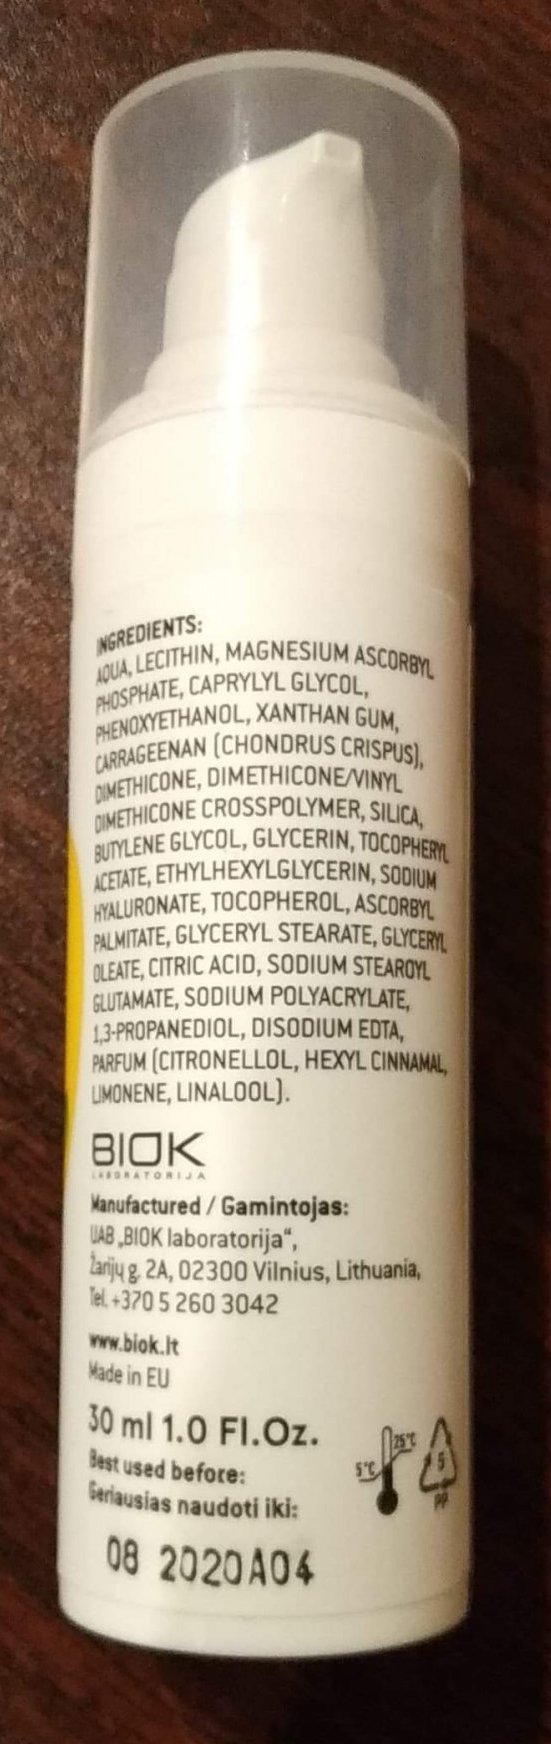 INGREDIENTS:
AQUA, LECITHIN, MAGNESIUM ASCORBYL
PHOSPHATE, CAPRYLYL GLYCOL,
PHENOXYETHANOL, XANTHAN GUM,
CARRAGEENAN (CHONDRUS CRISPUS),
DIMETHICONE, DIMETHICONE/VINYL
DIMETHICONE CROSSPOLYMER, SILICA,
BUTYLENE GLYCOL, GLYCERIN, TOCOPHERYL
ACETATE, ETHYLHEXYLGLYCERIN, SODIUM
HYALURONATE, TOCOPHEROL, ASCORBYL
PALMITATE, GLYCERYL STEARATE, GLYCERYL
OLEATE, CITRIC ACID, SODIUM STEAROYL
GLUTAMATE, SODIUM POLYACRYLATE,
1,3-PROPANEDIOL, DISODIUM EDTA,
PARFUM (CITRONELLOL, HEXYL CINNAMAL,
LIMONENE, LINALOOL).
BIOK
LABORATORIJA
Manufactured / Gamintojas:
UAB „BIOK laboratorija“,
Žarijų g. 2A, 02300 Vilnius, Lithuania,
Tel. +370 5 260 3042
www.biok.lt
Made in EU
30 ml 1.0 Fl.Oz.
Best used before:
Geriausias naudoti iki:
5°C 25°C
5
PP
08 2020A04